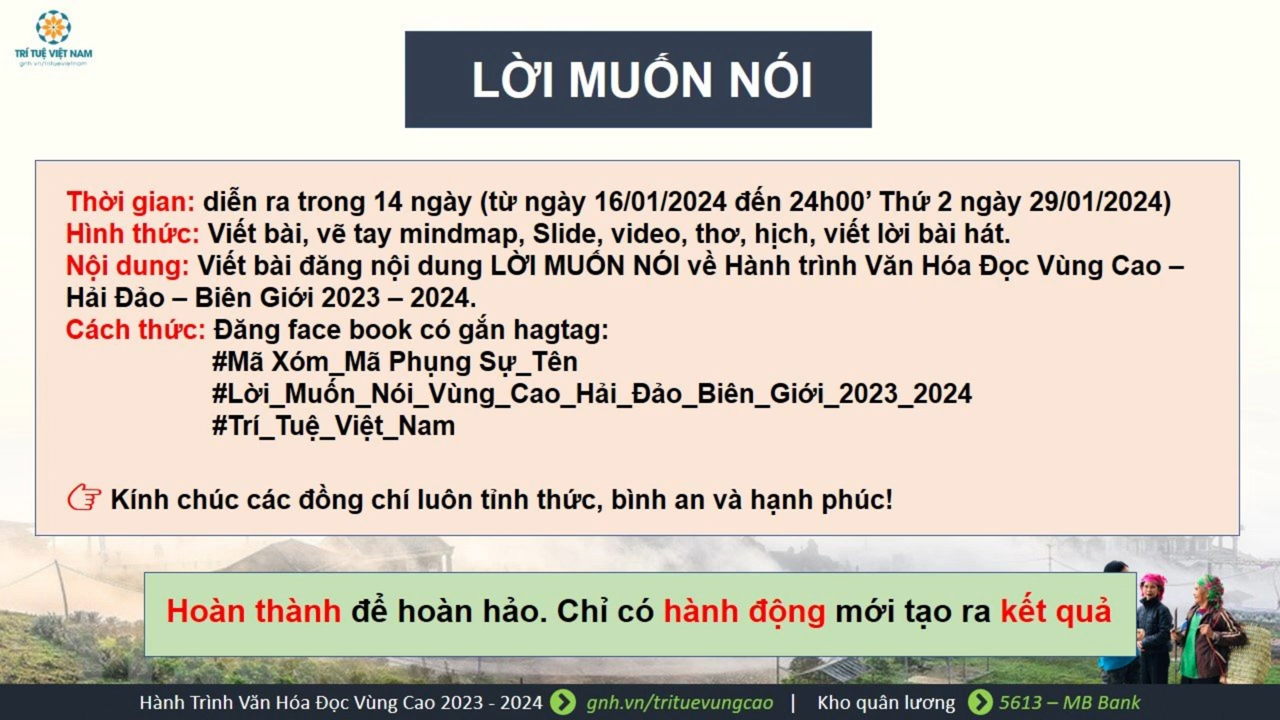 TRÍ TUỆ VIỆT NAM
gnh.vn/trituevietnam
LỜI MUỐN NÓI
Thời gian: diễn ra trong 14 ngày (từ ngày 16/01/2024 đến 24h00’ Thứ 2 ngày 29/01/2024)
Hình thức: Viết bài, vẽ tay mindmap, Slide, video, thơ, hịch, viết lời bài hát.
Nội dung: Viết bài đăng nội dung LỜI MUỐN NÓI về Hành trình Văn Hóa Đọc Vùng Cao –
Hải Đảo – Biên Giới 2023 – 2024.
Cách thức: Đăng face book có gắn hagtag:
#Mã Xóm_Mã Phụng Sự_Tên
#Lời_Muốn_Nói_Vùng_Cao_Hải_Đảo_Biên_Giới_2023_2024
#Trí_Tuệ_Việt_Nam
Kính chúc các đồng chí luôn tỉnh thức, bình an và hạnh phúc!
Hoàn thành để hoàn hảo. Chỉ có hành động mới tạo ra kết quả
Hành Trình Văn Hóa Đọc Vùng Cao 2023 - 2024 gnh.vn/trituevungcao | Kho quân lương 5613 – MB Bank